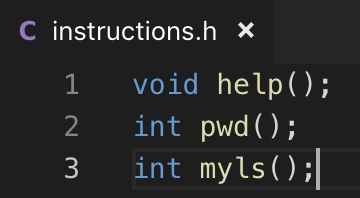 C instructions.h ×
1 void help();
2 int pwd();
3 int myls();